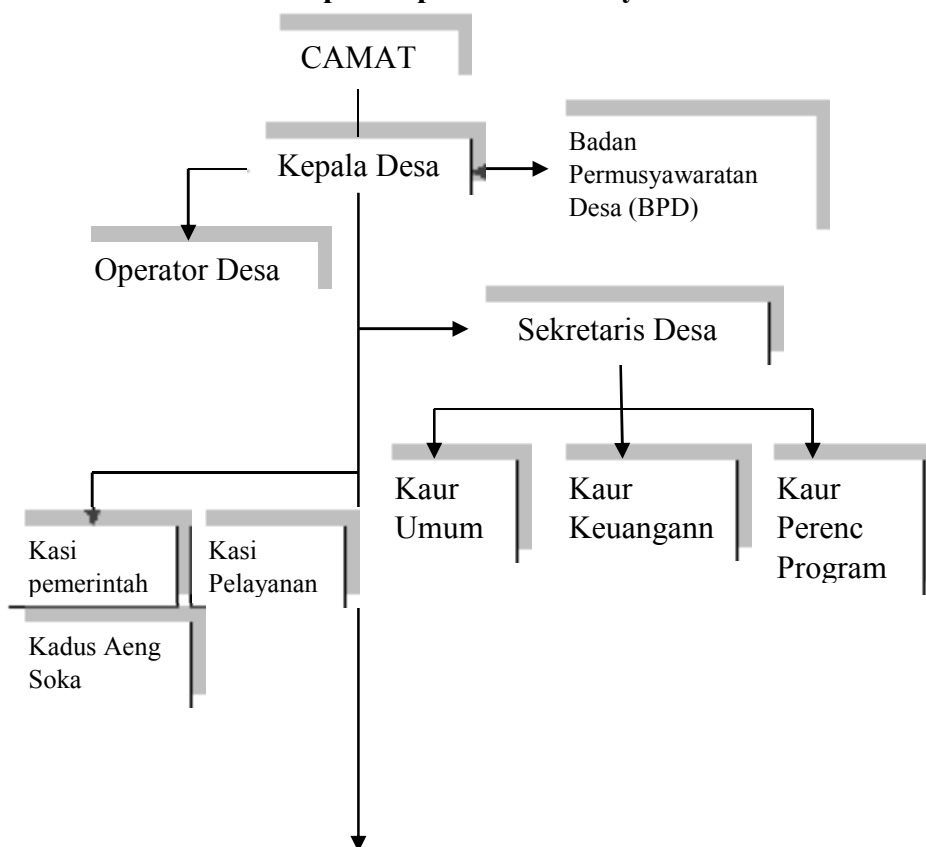 CAMAT
Kepala Desa
Badan
Permusyawaratan
Desa (BPD)
Operator Desa
Sekretaris Desa
Kaur
Umum
Kaur
Keuangann
Kaur
Perenc
Program
Kasi
pemerintah
Kasi
Pelayanan
Kadus Aeng
Soka